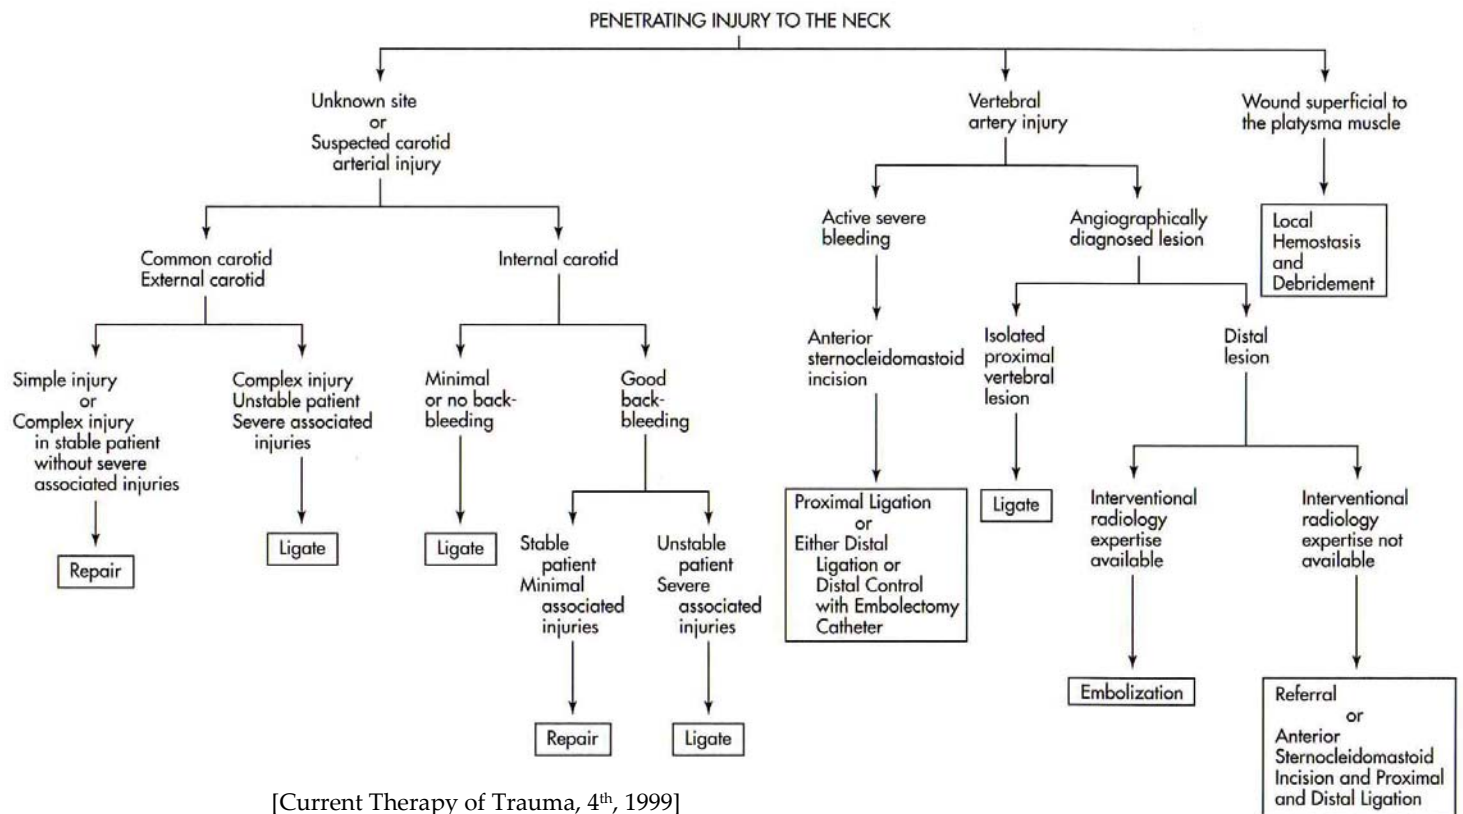 PENETRATING INJURY TO THE NECK
Unknown site
or
Suspected carotid
arterial injury
Vertebral
artery injury
Wound superficial to
the platysma muscle
Common carotid
External carotid
Internal carotid
Active severe
bleeding
Angiographically
diagnosed lesion
Local
Hemostasis
and
Debridement
Simple injury
or
Complex injury
in stable patient
without severe
associated injuries
Complex injury
Unstable patient
Severe associated
injuries
Minimal
or no back-
bleeding
Good
back-
bleeding
Anterior
sternocleidomastoid
incision
Isolated
proximal
vertebral
lesion
Distal
lesion
Repair
Ligate
Ligate
Stable
patient
Minimal
associated
injuries
Unstable
patient
Severe
associated
injuries
Proximal Ligation
or
Either Distal
Ligation or
Distal Control
with Embolectomy
Catheter
Ligate
Interventional
radiology
expertise
available
Interventional
radiology
expertise not
available
Repair
Ligate
Embolization
Referral
or
Anterior
Sternocleidomastoid
Incision and Proximal
and Distal Ligation
[Current Therapy of Trauma, 4th, 1999]